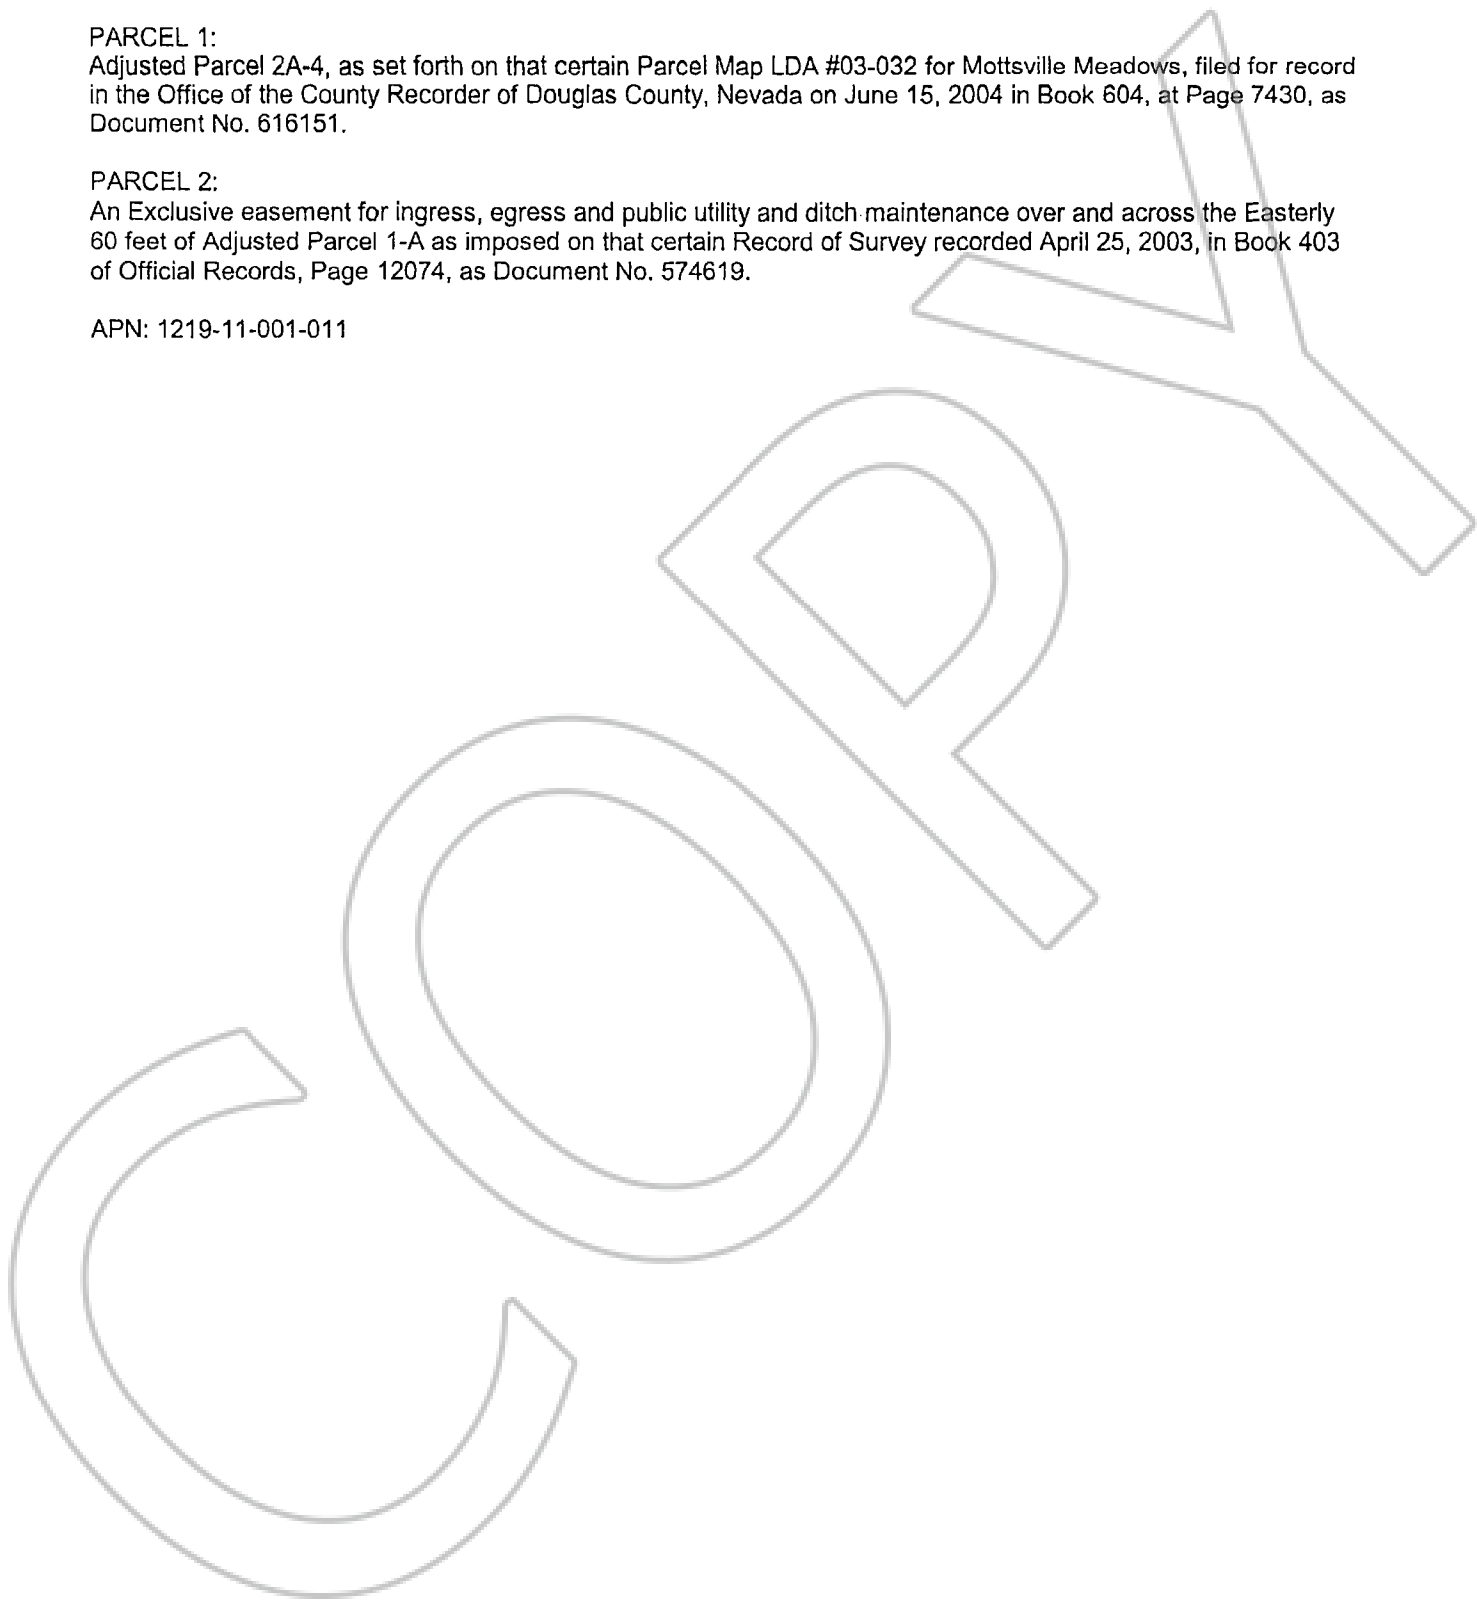 PARCEL 1:
Adjusted Parcel 2A-4, as set forth on that certain Parcel Map LDA #03-032 for Mottsville Meadows, filed for record
in the Office of the County Recorder of Douglas County, Nevada on June 15, 2004 in Book 604, at Page 7430, as
Document No. 616151.
PARCEL 2:
An Exclusive easement for ingress, egress and public utility and ditch maintenance over and across the Easterly
60 feet of Adjusted Parcel 1-A as imposed on that certain Record of Survey recorded April 25, 2003, in Book 403
of Official Records, Page 12074, as Document No. 574619.
APN: 1219-11-001-011
COPY